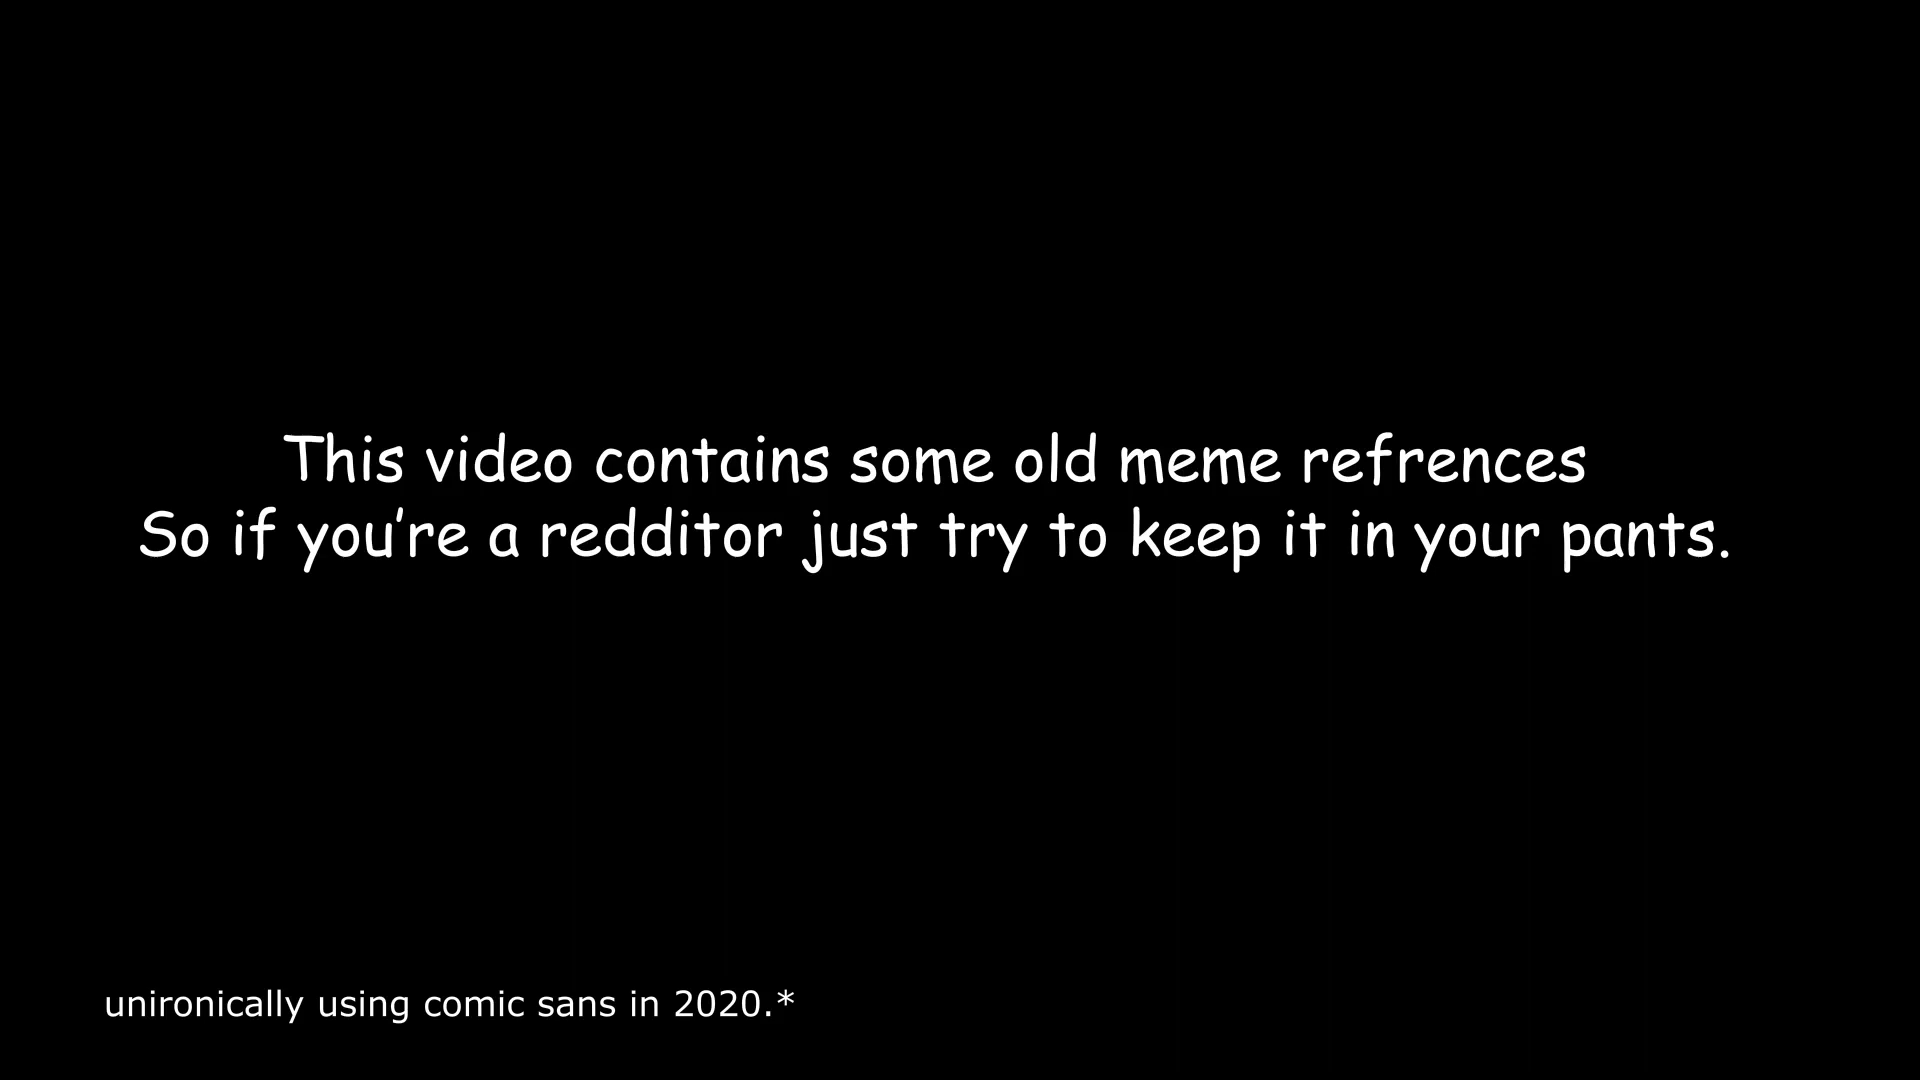 This video contains some old meme refrences
So if you're a redditor just try to keep it in your pants.
unironically using comic sans in 2020.*